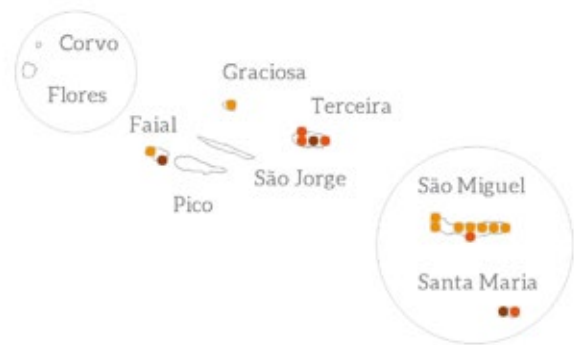 Corvo
Flores
Graciosa
Terceira
Faial
São Jorge
Pico
São Miguel
Santa Maria